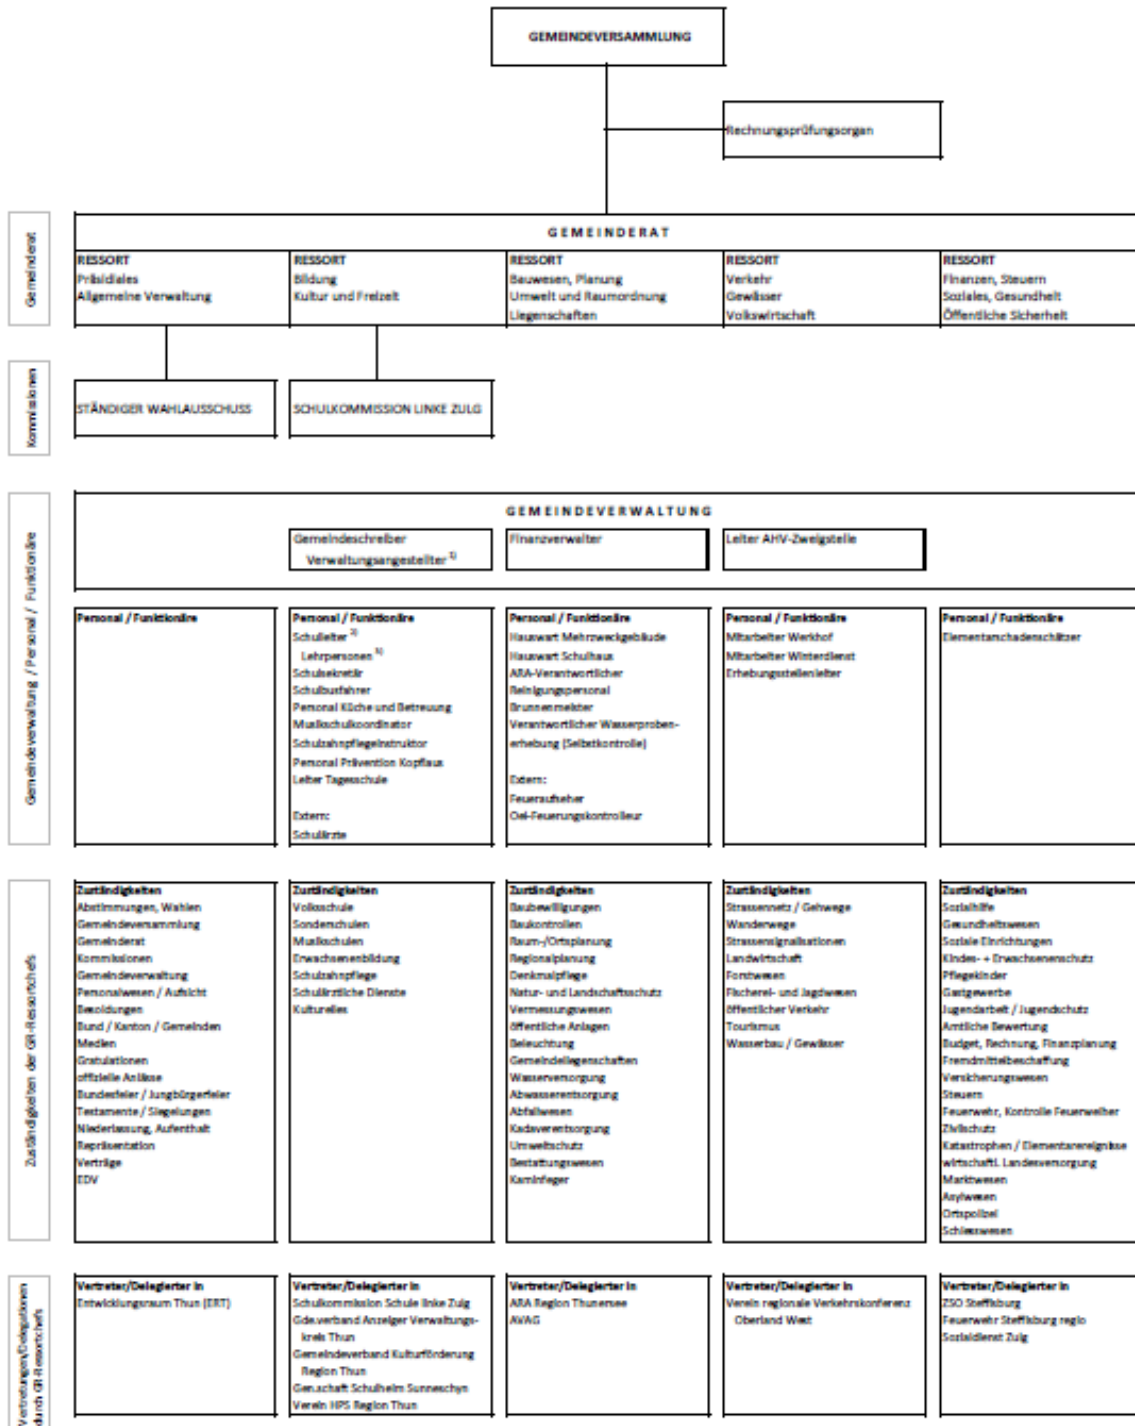 GEMEINDEVERSAMMLUNG
Rechnungsprüfungsorgan
Gemeinderat
GEMEINDERAT
RESSORT
Präsidiales
Allgemeine Verwaltung
RESSORT
Bildung
Kultur und Freizeit
RESSORT
Bauwesen, Planung
Umwelt und Raumordnung
Liegenschaften
RESSORT
Verkehr
Gewässer
Volkswirtschaft
RESSORT
Finanzen, Steuern
Soziales, Gesundheit
Öffentliche Sicherheit
Kommissionen
STÄNDIGER WAHLAUSSCHUSS
SCHULKOMMISSION LINKE ZULG
Gemeindeverwaltung / Personal / Funktionäre
GEMEINDEVERWALTUNG
Gemeindeschreiber
Verwaltungsangestellter 1)
Finanzverwalter
Leiter AHV-Zweigstelle
Personal / Funktionäre
Personal / Funktionäre
Schulleiter
Lehrpersonen
Schulsekretär
Schulbusfahrer
Personal Küche und Betreuung
Musikschulkoordinator
Schulzahnpflegeinstruktor
Personal Prävention Kopflaus
Leiter Tagesschule
Extern:
Schulärzte
Personal / Funktionäre
Hauswart Mehrzweckgebäude
Hauswart Schulhaus
ARA-Verantwortlicher
Reinigungspersonal
Brunnenmeister
Verantwortlicher Wasserproben-
erhebung (Selbstkontrolle)
Extern:
Feueraufseher
Oel-Feuerungskontrolleur
Personal / Funktionäre
Mitarbeiter Werkhof
Mitarbeiter Winterdienst
Erhebungsstellenleiter
Personal / Funktionäre
Elementarschadenschätzer
Zuständigkeiten der GR-Ressortchefs
Zuständigkeiten
Abstimmungen, Wahlen
Gemeindeversammlung
Gemeinderat
Kommissionen
Gemeindeverwaltung
Personalwesen / Aufsicht
Besoldungen
Bund / Kanton / Gemeinden
Medien
Gratulationen
offizielle Anlässe
Bundesfeier / Jungbürgerfeier
Testamente / Siegelungen
Niederlassung, Aufenthalt
Repräsentation
Verträge
EDV
Zuständigkeiten
Volksschule
Sonderschulen
Musikschulen
Erwachsenenbildung
Schulzahnpflege
Schulärztliche Dienste
Kulturelles
Zuständigkeiten
Baubewilligungen
Baukontrollen
Raum-/Ortsplanung
Regionalplanung
Denkmalpflege
Natur- und Landschaftsschutz
Vermessungswesen
öffentliche Anlagen
Beleuchtung
Gemeindeliegenschaften
Wasserversorgung
Abwasserentsorgung
Abfallwesen
Kadaverentsorgung
Umweltschutz
Bestattungswesen
Kaminfeger
Zuständigkeiten
Strassennetz / Gehwege
Wanderwege
Strassensignalisationen
Landwirtschaft
Forstwesen
Fischerei- und Jagdwesen
öffentlicher Verkehr
Tourismus
Wasserbau / Gewässer
Zuständigkeiten
Sozialhilfe
Gesundheitswesen
Soziale Einrichtungen
Kindes- + Erwachsenenschutz
Pflegekinder
Gastgewerbe
Jugendarbeit / Jugendschutz
Amtliche Bewertung
Budget, Rechnung, Finanzplanung
Fremdmittelbeschaffung
Versicherungswesen
Steuern
Feuerwehr, Kontrolle Feuerweiher
Zivilschutz
Katastrophen / Elementarereignisse
wirtschaftl. Landesversorgung
Marktwesen
Asylwesen
Ortspolizei
Schiesswesen
Vertretungen/Delegationen
durch GR-Ressortchefs
Vertreter/Delegierter in
Entwicklungsraum Thun (ERT)
Vertreter/Delegierter in
Schulkommission Schule linke Zulg
Gde.verband Anzeiger Verwaltungs-
kreis Thun
Gemeindeverband Kulturförderung
Region Thun
Gen.schaft Schulheim Sunneschyn
Verein HPS Region Thun
Vertreter/Delegierter in
ARA Region Thunersee
AVAG
Vertreter/Delegierter in
Verein regionale Verkehrskonferenz
Oberland West
Vertreter/Delegierter in
ZSO Steffisburg
Feuerwehr Steffisburg regio
Sozialdienst Zulg